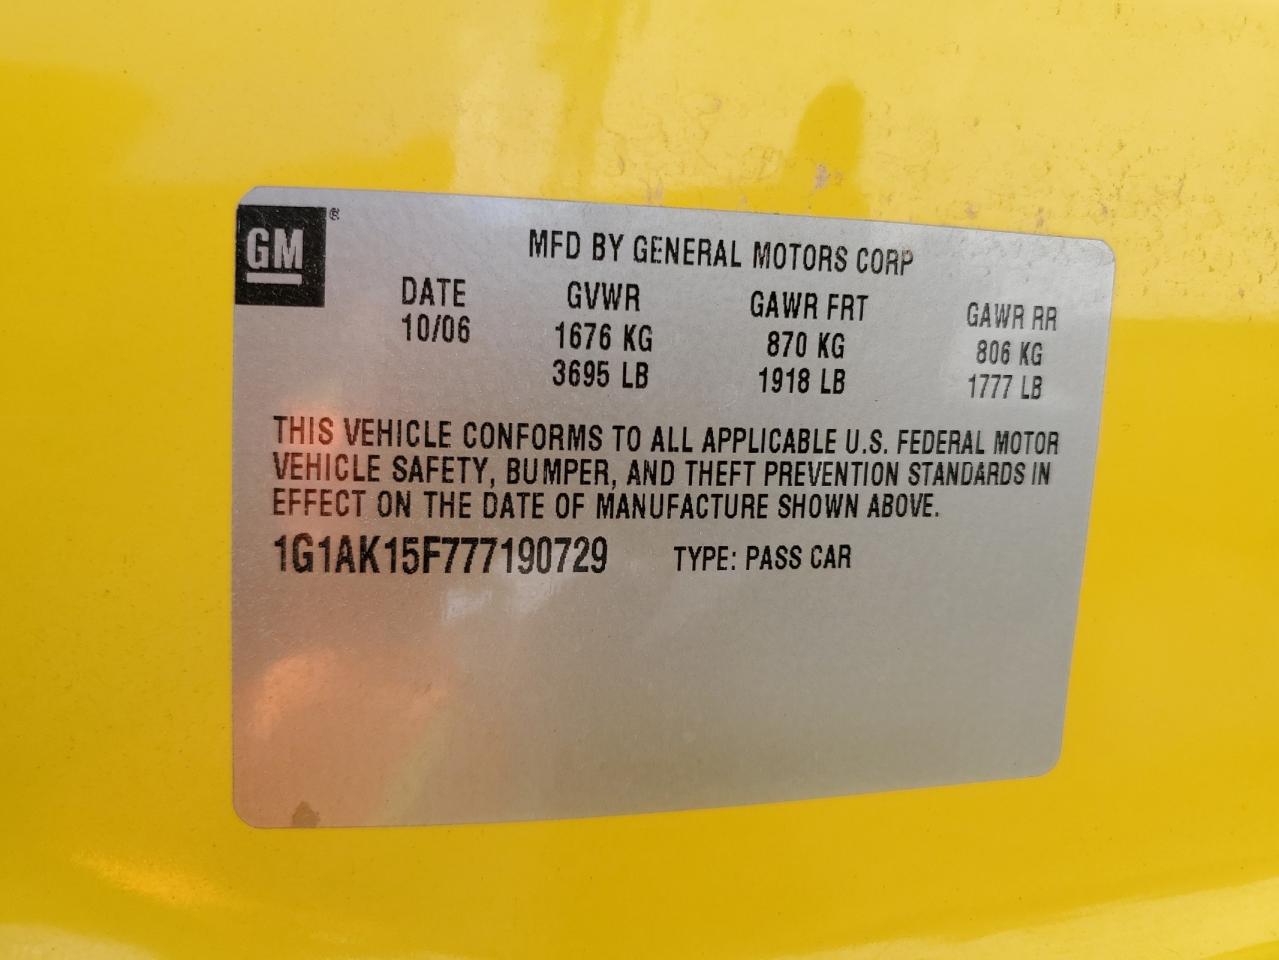 GM ®
MFD BY GENERAL MOTORS CORP
DATE GVWR GAWR FRT GAWR RR
10/06 1676 KG 870 KG 806 KG
3695 LB 1918 LB 1777 LB
THIS VEHICLE CONFORMS TO ALL APPLICABLE U.S. FEDERAL MOTOR
VEHICLE SAFETY, BUMPER, AND THEFT PREVENTION STANDARDS IN
EFFECT ON THE DATE OF MANUFACTURE SHOWN ABOVE.
1G1AK15F777190729 TYPE: PASS CAR